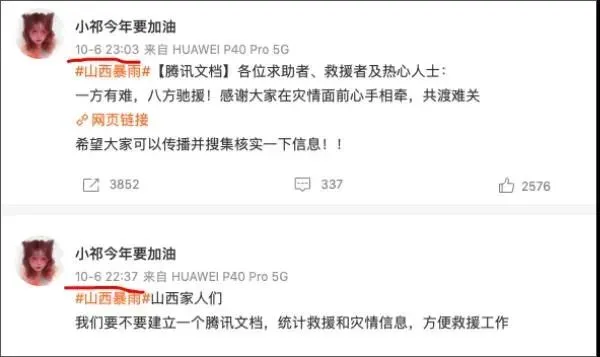 小祁今年要加油
10-6 23:03 来自 HUAWEI P40 Pro 5G
#山西暴雨#【腾讯文档】各位求助者、救援者及热心人士：
一方有难，八方驰援！感谢大家在灾情面前心手相牵，共渡难关
网页链接
希望大家可以传播并搜集核实一下信息！！
3852 337 2576
小祁今年要加油
10-6 22:37 来自 HUAWEI P40 Pro 5G
#山西暴雨#山西家人们
我们要不要建立一个腾讯文档，统计救援和灾情信息，方便救援工作